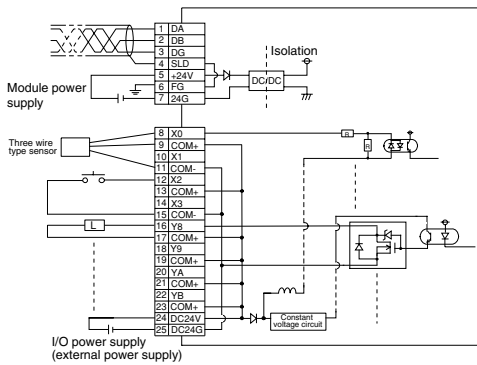 1 DA
2 DB
3 DG
4 SLD
5 +24V
6 FG
7 24G
Isolation
DC/DC
Module power
supply
8 X0
9 COM+
10 X1
11 COM-
12 X2
13 COM+
14 X3
15 COM-
16 Y8
17 COM+
18 Y9
19 COM+
20 YA
21 COM+
22 YB
23 COM+
24 DC24V
25 DC24G
Three wire
type sensor
L
R
R
Constant
voltage circuit
I/O power supply
(external power supply)